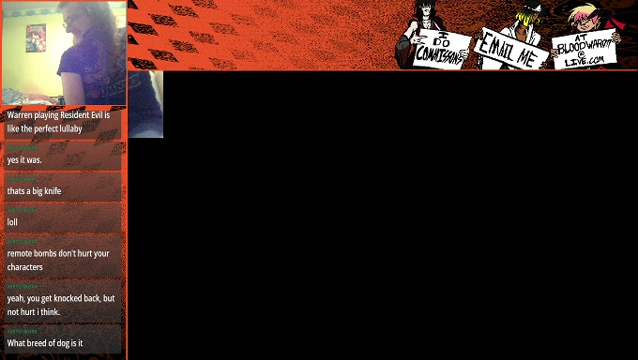 I DO
COMMISSONS
EMAIL ME
AT
BLOODWARD7
@
LIVE.COM
Warren playing Resident Evil is
like the perfect lullaby
yes it was.
thats a big knife
loll
remote bombs don't hurt your
characters
yeah, you get knocked back, but
not hurt i think.
What breed of dog is it